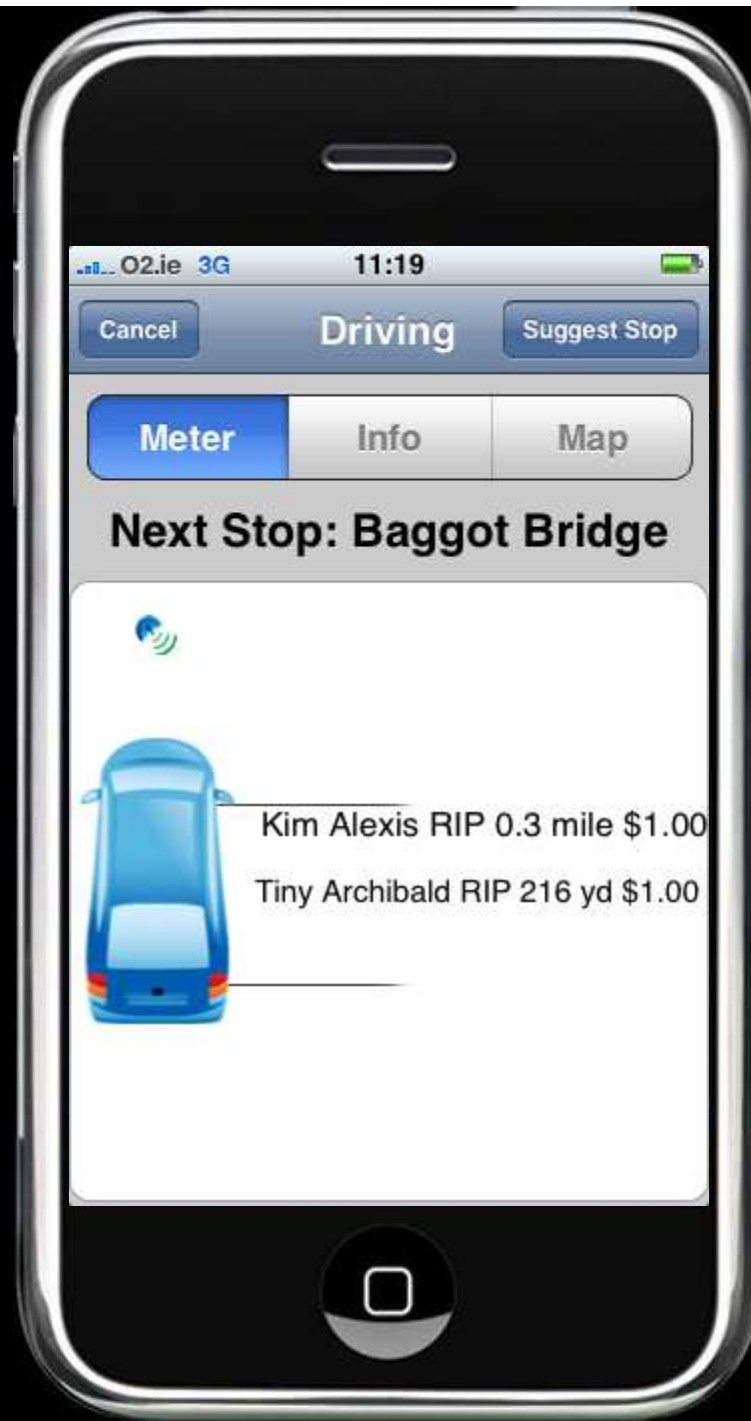 O2.ie 3G 11:19
Cancel Driving Suggest Stop
Meter Info Map
Next Stop: Baggot Bridge
Kim Alexis RIP 0.3 mile $1.00
Tiny Archibald RIP 216 yd $1.00